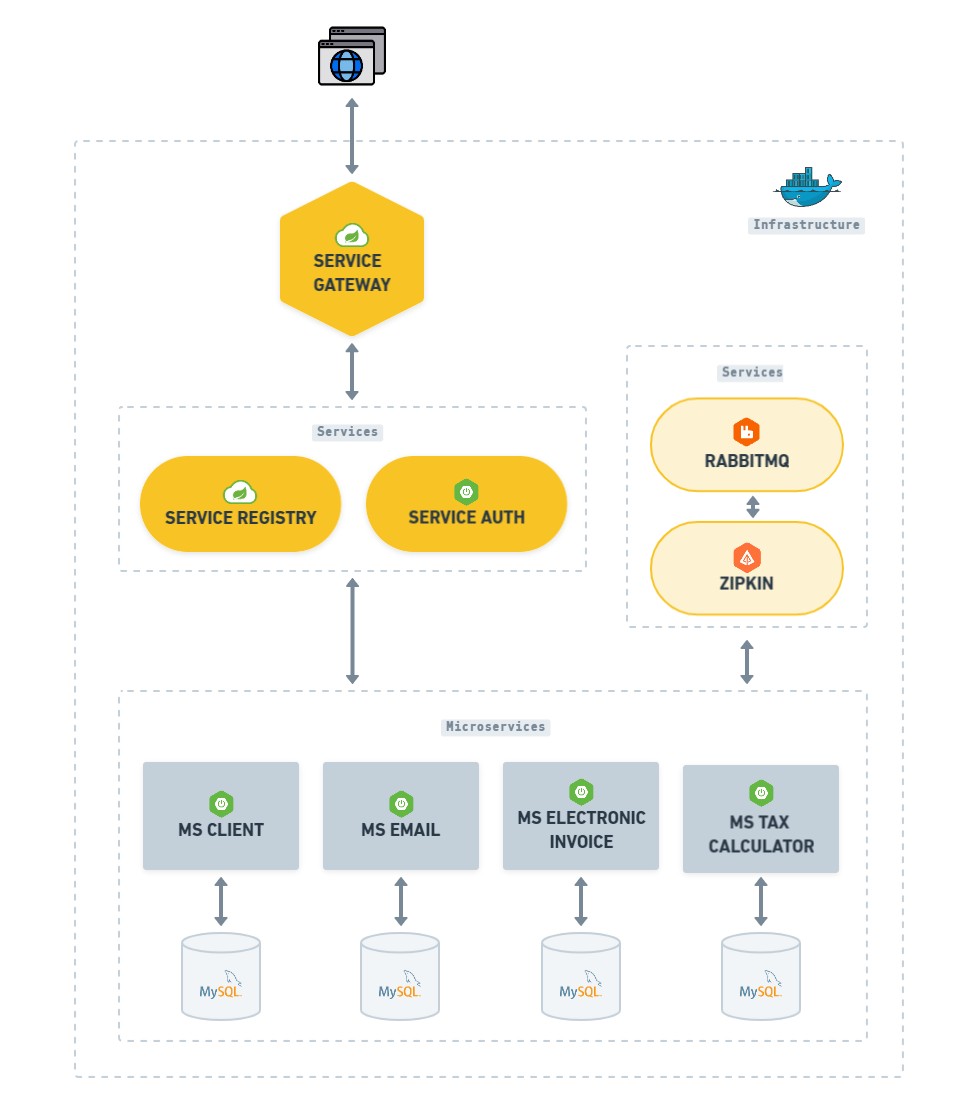 Infrastructure
SERVICE
GATEWAY
Services
SERVICE REGISTRY
SERVICE AUTH
Services
RABBITMQ
ZIPKIN
Microservices
MS CLIENT
MS EMAIL
MS ELECTRONIC
INVOICE
MS TAX
CALCULATOR
MySQL
MySQL
MySQL
MySQL